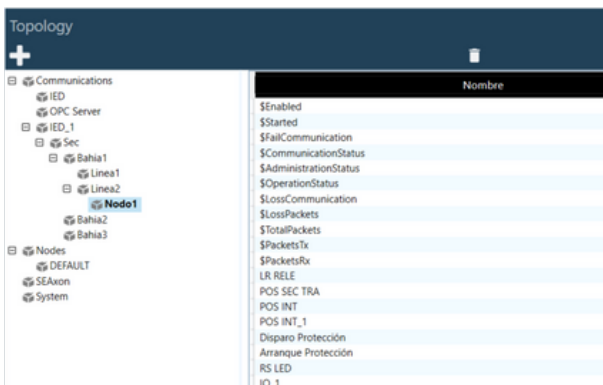 Topology
Communications
IED
OPC Server
IED_1
Sec
Bahia1
Linea1
Linea2
Nodo1
Bahia2
Bahia3
Nodes
DEFAULT
SEAxon
System
Nombre
$Enabled
$Started
$FailCommunication
$CommunicationStatus
$AdministrationStatus
$OperationStatus
$LossCommunication
$LossPackets
$TotalPackets
$PacketsTx
$PacketsRx
LR RELE
POS SEC TRA
POS INT
POS INT_1
Disparo Protección
Arranque Protección
RS LED